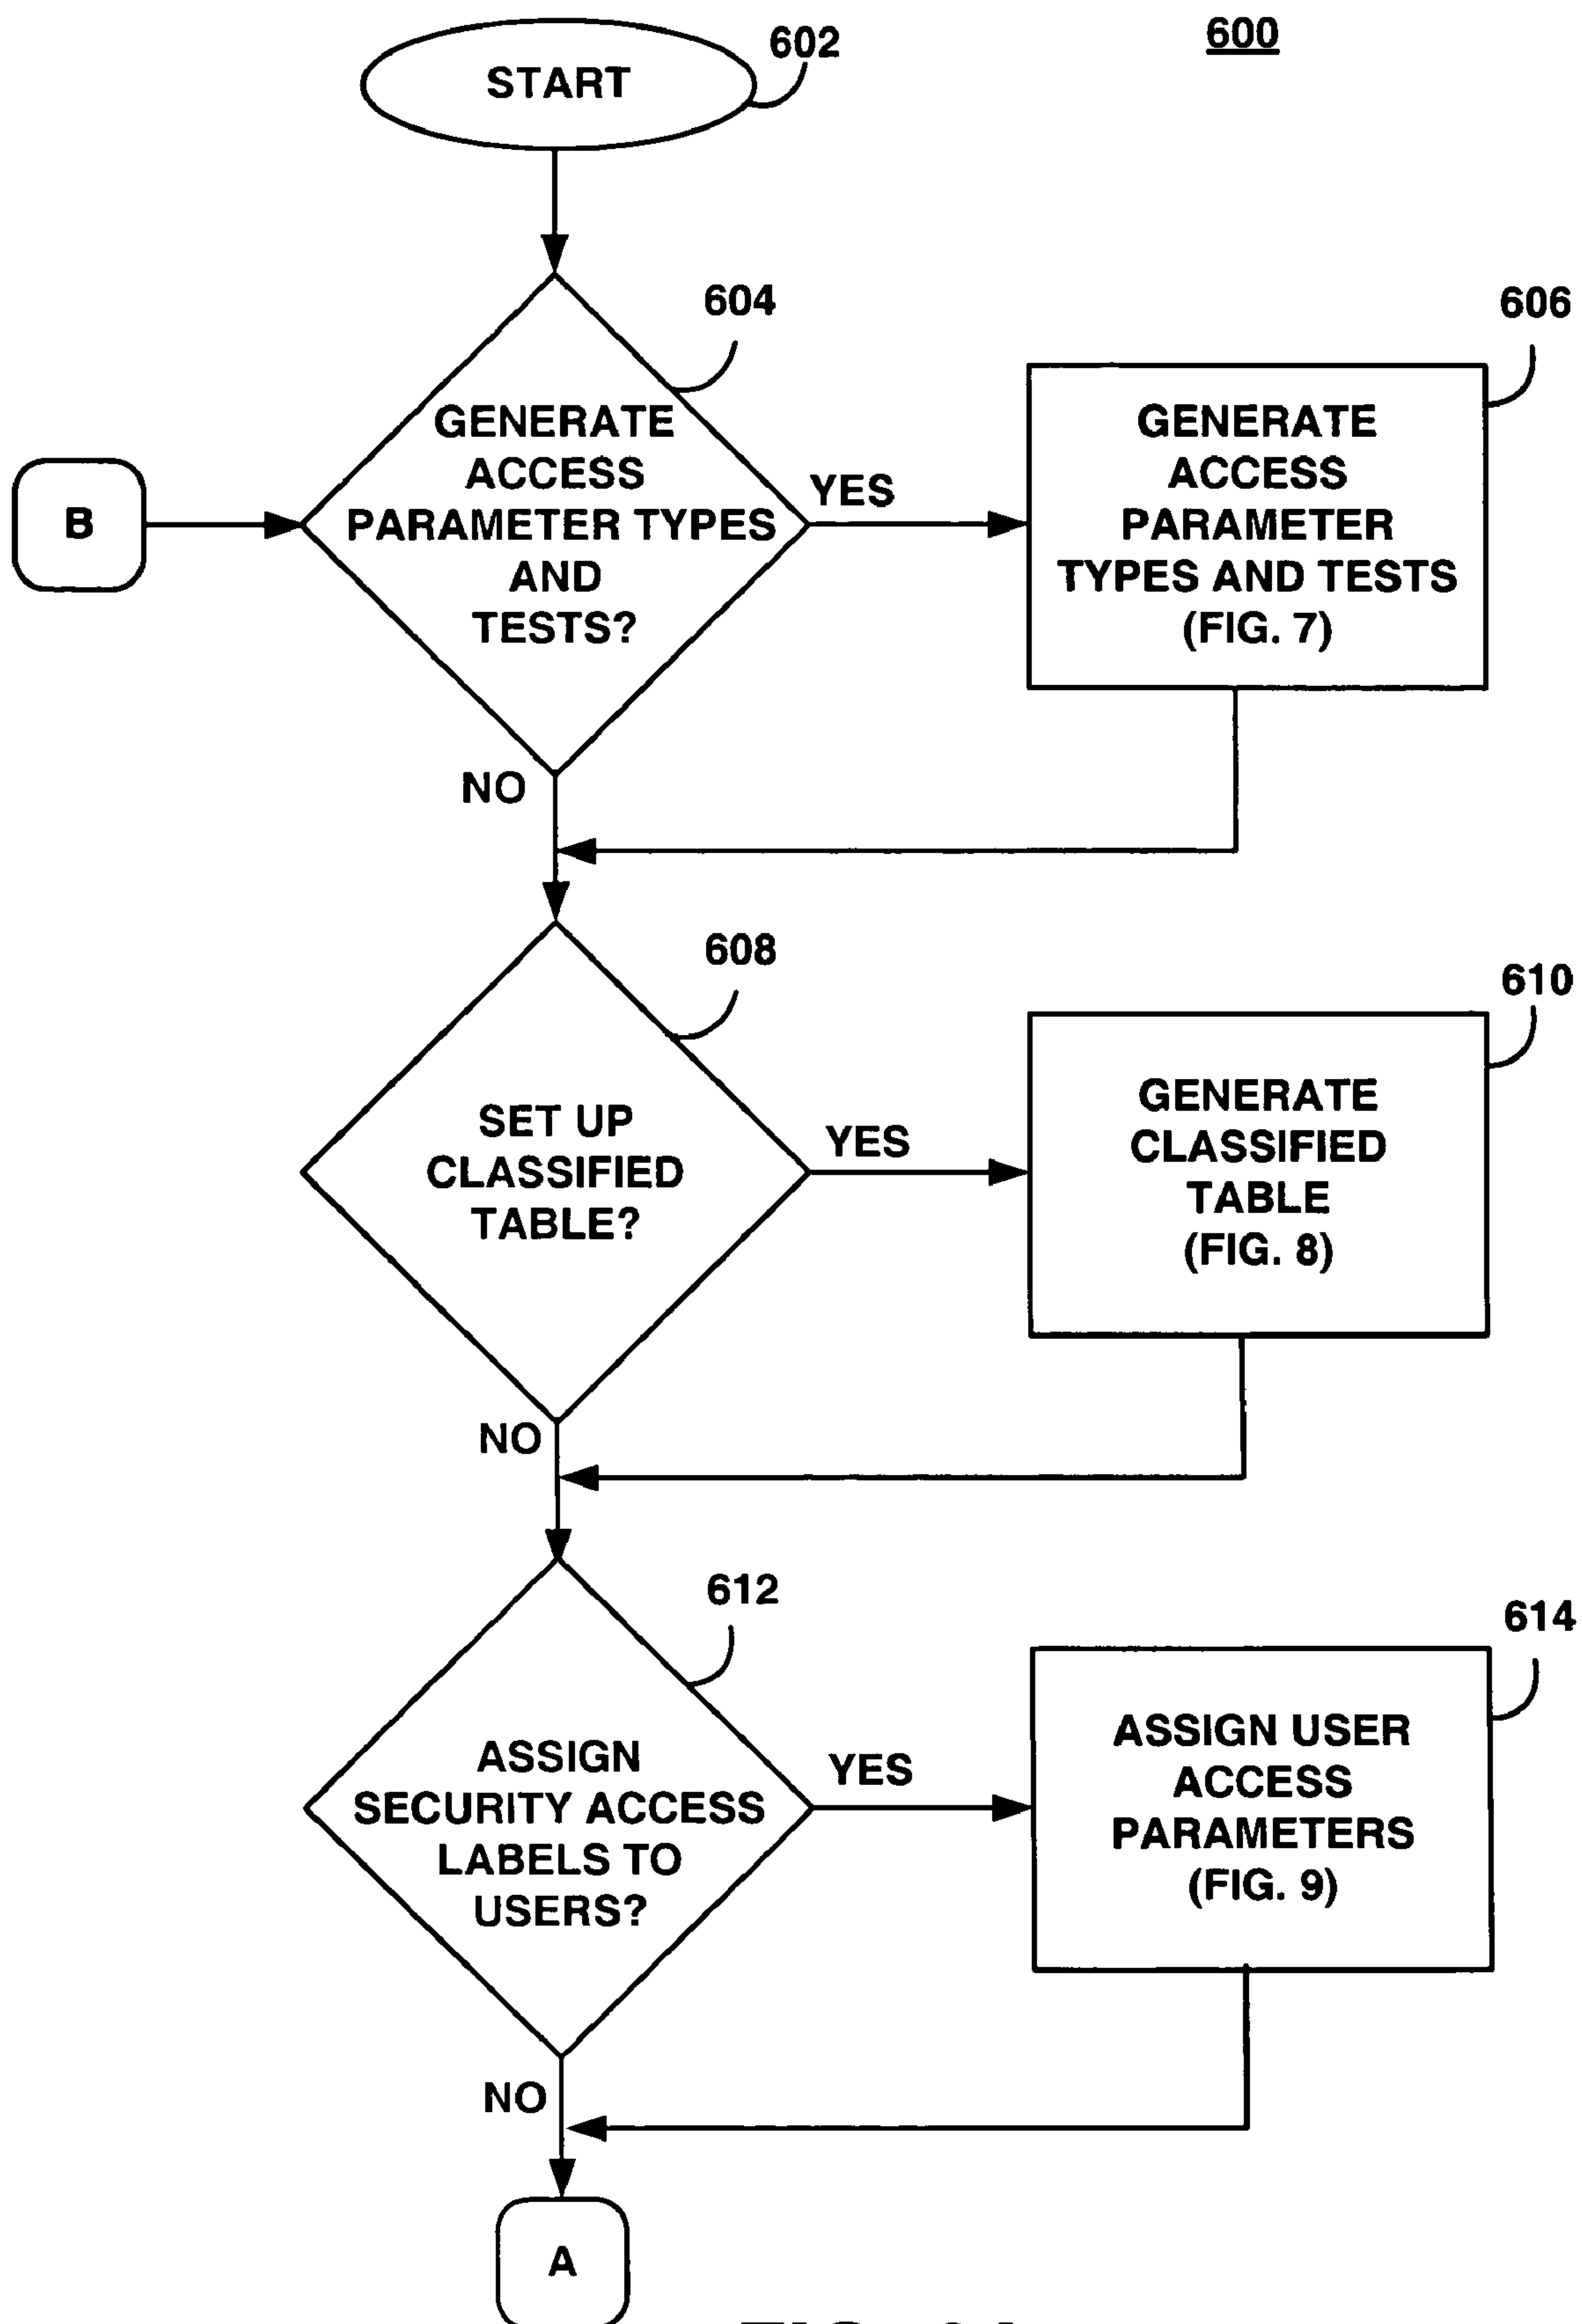 600
602
START
604
GENERATE
ACCESS
PARAMETER TYPES
AND
TESTS?
YES
606
GENERATE
ACCESS
PARAMETER
TYPES AND TESTS
(FIG. 7)
B
NO
608
SET UP
CLASSIFIED
TABLE?
YES
610
GENERATE
CLASSIFIED
TABLE
(FIG. 8)
NO
612
ASSIGN
SECURITY ACCESS
LABELS TO
USERS?
YES
614
ASSIGN USER
ACCESS
PARAMETERS
(FIG. 9)
NO
A